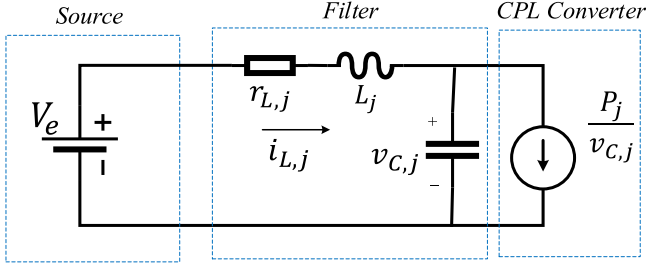 Source
Filter
CPL Converter
V_e
+
−
r_{L,j}
L_j
i_{L,j}
+
v_{C,j}
−
P_j
v_{C,j}